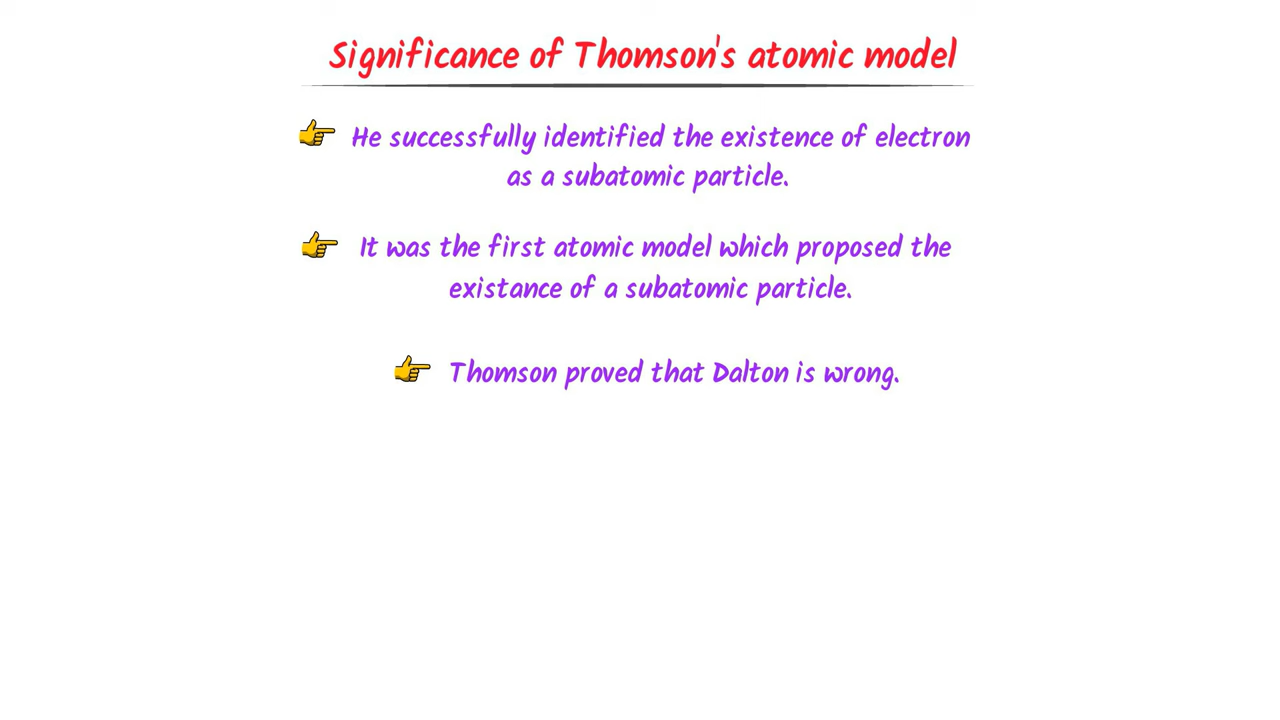 Significance of Thomson's atomic model
👉 He successfully identified the existence of electron
as a subatomic particle.
👉 It was the first atomic model which proposed the
existance of a subatomic particle.
👉 Thomson proved that Dalton is wrong.